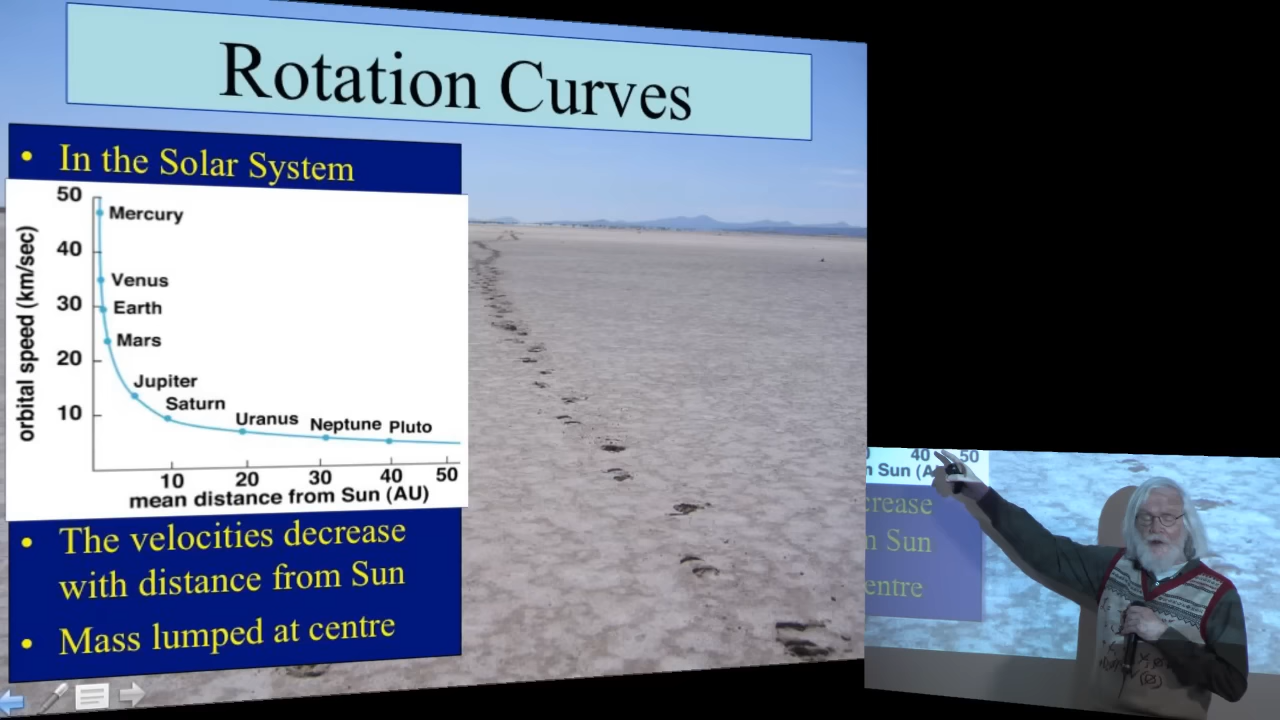 Rotation Curves
• In the Solar System
50
Mercury
40
Venus
30
Earth
Mars
20
Jupiter
Saturn
10
Uranus
Neptune
Pluto
orbital speed (km/sec)
10 20 30 40 50
mean distance from Sun (AU)
• The velocities decrease
with distance from Sun
• Mass lumped at centre
40 50
n Sun (A
crease
n Sun
entre